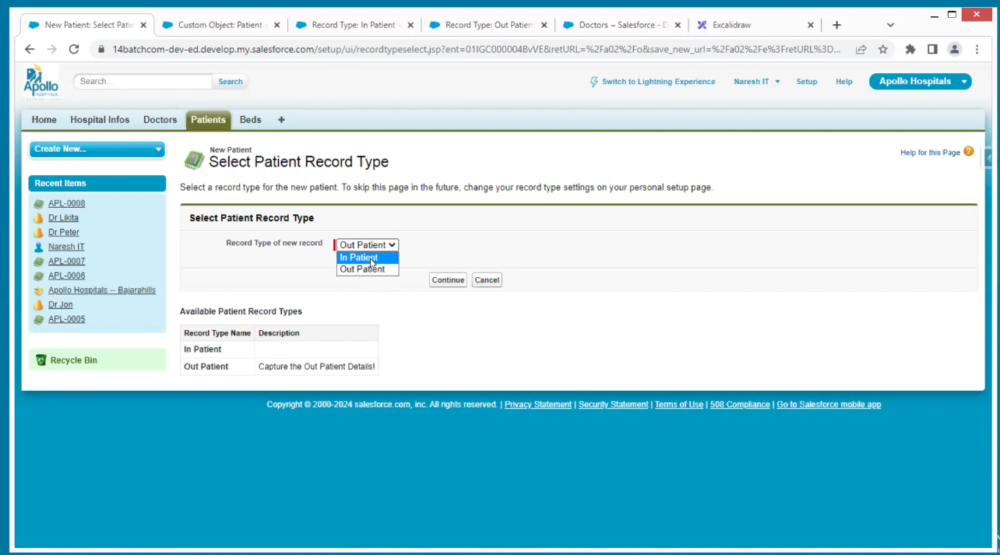 New Patient: Select Patie
Custom Object: Patient
Record Type: In Patient
Record Type: Out Patien
Doctors ~ Salesforce - D
Excalidraw
14batchcom-dev-ed.develop.my.salesforce.com/setup/ui/recordtypeselect.jsp?ent=01IGC000004BvVE&retURL=%2Fa02%2Fo&save_new_url=%2Fa02%2Fe%3FretURL%3D...
Apollo
HOSPITALS
Search...
Search
Switch to Lightning Experience
Naresh IT
Setup
Help
Apollo Hospitals
Home
Hospital Infos
Doctors
Patients
Beds
+
Create New...
Recent Items
APL-0008
Dr Likita
Dr Peter
Naresh IT
APL-0007
APL-0006
Apollo Hospitals -- Bajarahills
Dr Jon
APL-0005
Recycle Bin
New Patient
Select Patient Record Type
Help for this Page
Select a record type for the new patient. To skip this page in the future, change your record type settings on your personal setup page.
Select Patient Record Type
Record Type of new record
Out Patient
In Patient
Out Patient
Continue
Cancel
Available Patient Record Types
Record Type Name Description
In Patient
Out Patient Capture the Out Patient Details!
Copyright © 2000-2024 salesforce.com, inc. All rights reserved. | Privacy Statement | Security Statement | Terms of Use | 508 Compliance | Go to Salesforce mobile app